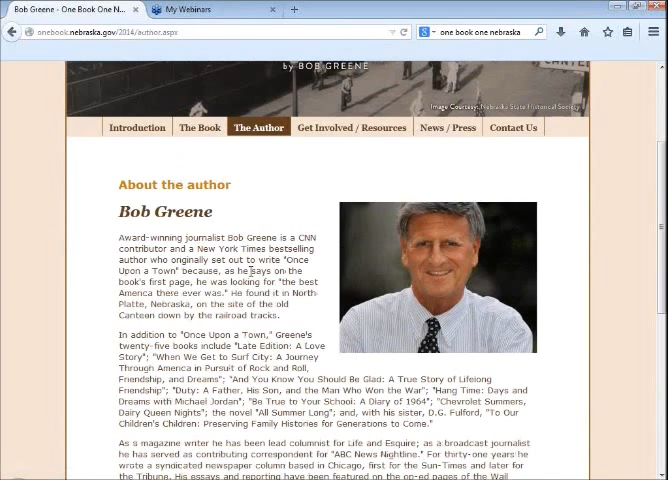 Bob Greene - One Book One N...
My Webinars
onebook.nebraska.gov/2014/author.aspx
one book one nebraska
by BOB GREENE
Image Courtesy: Nebraska State Historical Society
Introduction
The Book
The Author
Get Involved / Resources
News / Press
Contact Us
About the author
Bob Greene
Award-winning journalist Bob Greene is a CNN
contributor and a New York Times bestselling
author who originally set out to write "Once
Upon a Town" because, as he says on the
book's first page, he was looking for "the best
America there ever was." He found it in North
Platte, Nebraska, on the site of the old
Canteen down by the railroad tracks.
In addition to "Once Upon a Town," Greene's
twenty-five books include "Late Edition: A Love
Story"; "When We Get to Surf City: A Journey
Through America in Pursuit of Rock and Roll,
Friendship, and Dreams"; "And You Know You Should Be Glad: A True Story of Lifelong
Friendship"; "Duty: A Father, His Son, and the Man Who Won the War"; "Hang Time: Days and
Dreams with Michael Jordan"; "Be True to Your School: A Diary of 1964"; "Chevrolet Summers,
Dairy Queen Nights"; the novel "All Summer Long"; and, with his sister, D.G. Fulford, "To Our
Children's Children: Preserving Family Histories for Generations to Come."
As a magazine writer he has been lead columnist for Life and Esquire; as a broadcast journalist
he has served as contributing correspondent for "ABC News Nightline." For thirty-one years he
wrote a syndicated newspaper column based in Chicago, first for the Sun-Times and later for
the Tribune. His essays and reporting have been featured on the op-ed pages of the Wall